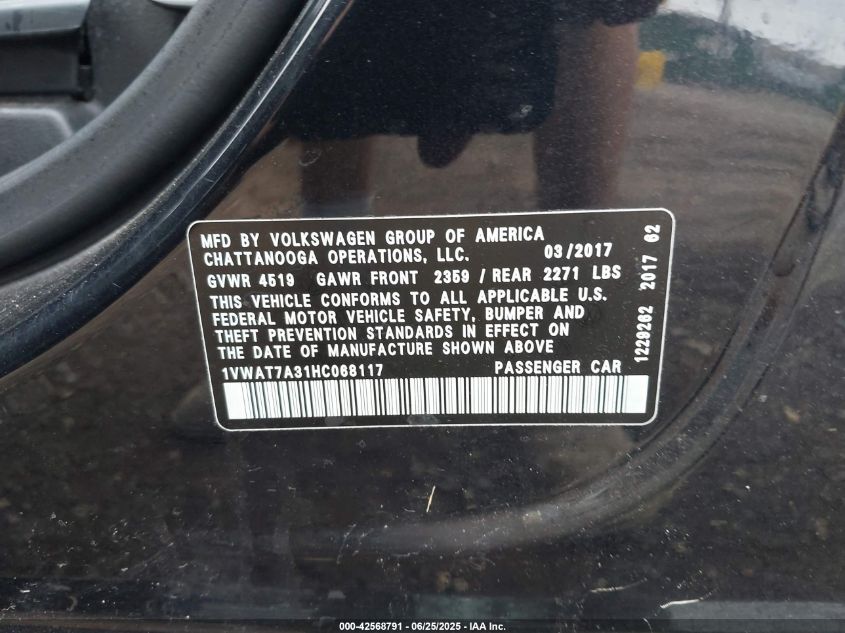 MFD BY VOLKSWAGEN GROUP OF AMERICA
CHATTANOOGA OPERATIONS, LLC. 03/2017
GVWR 4519 GAWR FRONT 2359 / REAR 2271 LBS
THIS VEHICLE CONFORMS TO ALL APPLICABLE U.S.
FEDERAL MOTOR VEHICLE SAFETY, BUMPER AND
THEFT PREVENTION STANDARDS IN EFFECT ON
THE DATE OF MANUFACTURE SHOWN ABOVE
1VWAT7A31HC068117 PASSENGER CAR
1229262 2017 62
000-42568791 - 06/25/2025 - IAA Inc.